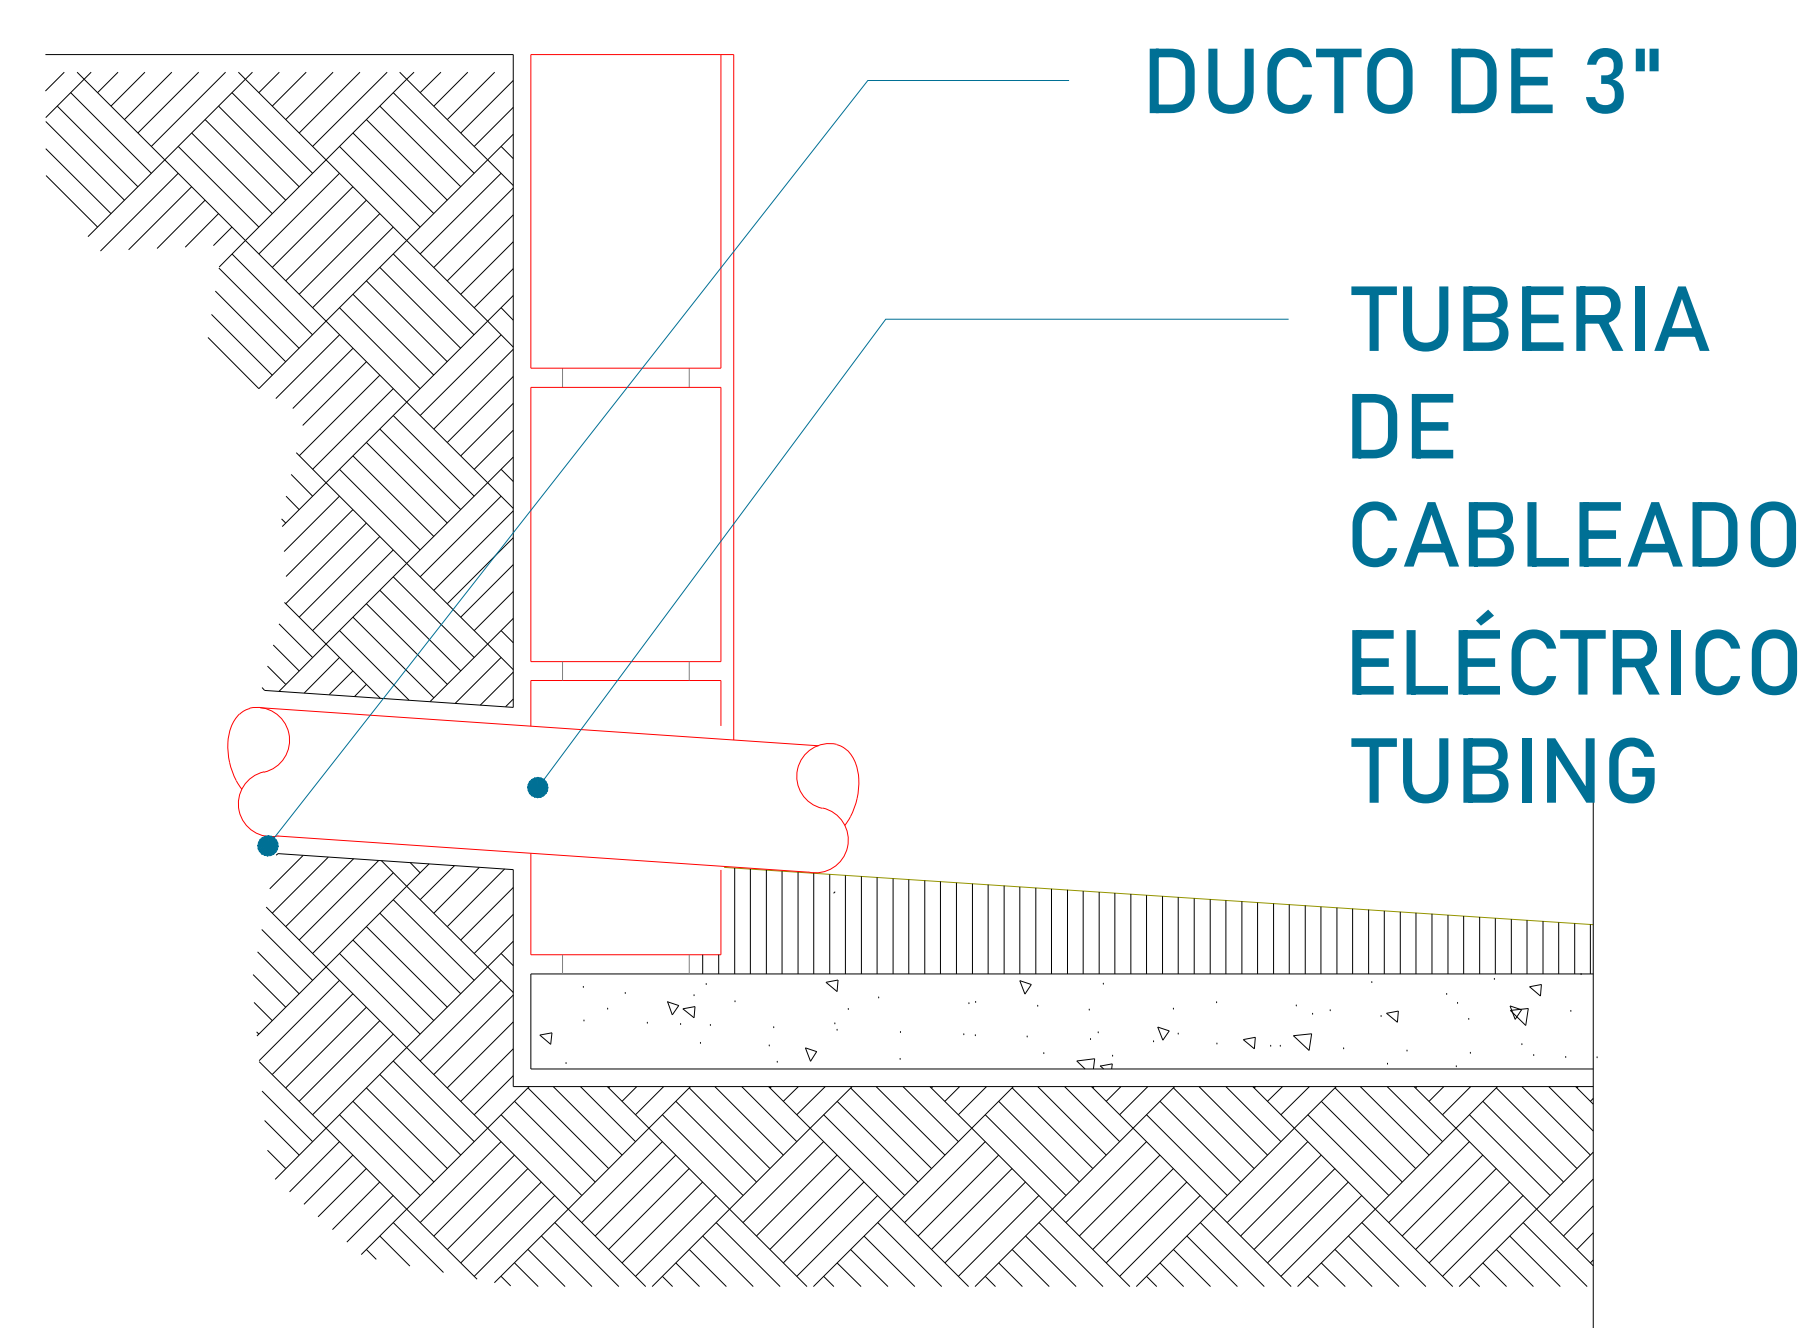 DUCTO DE 3"
TUBERIA
DE
CABLEADO
ELÉCTRICO
TUBING